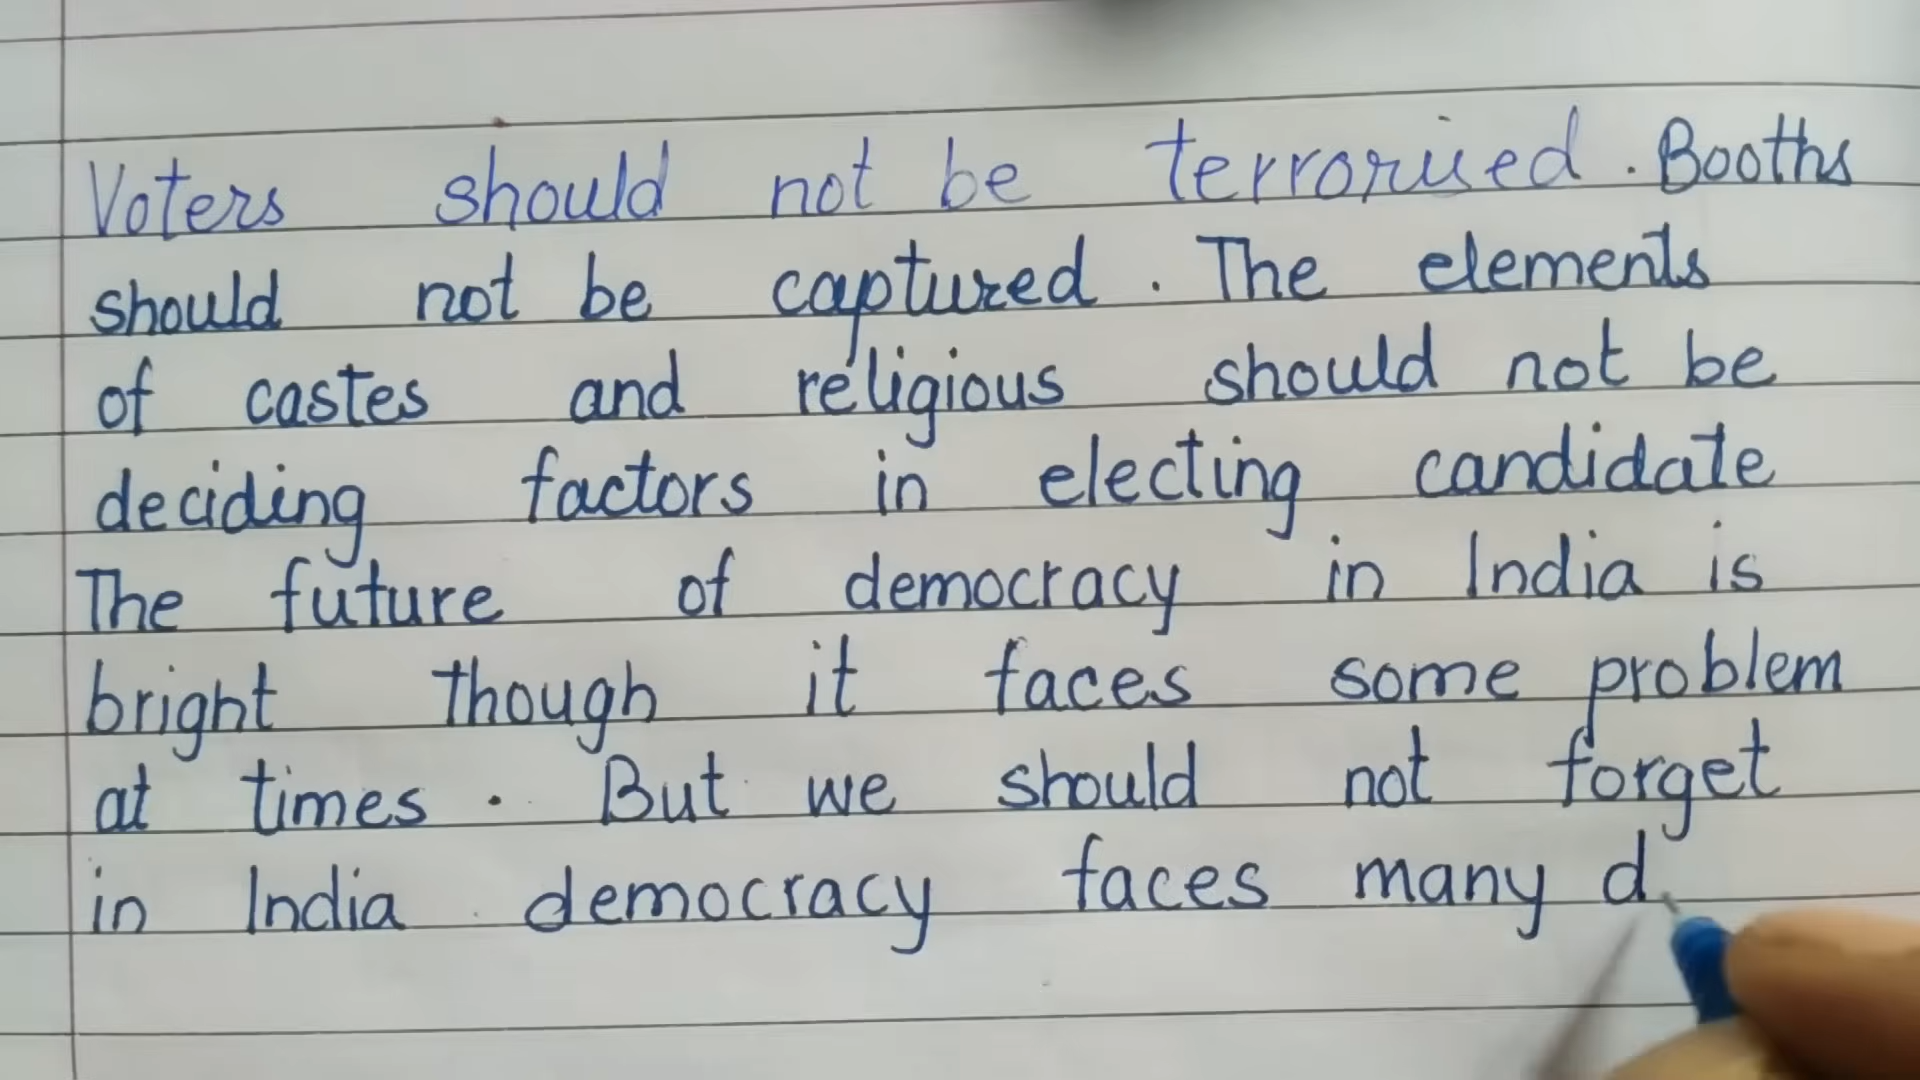 Voters should not be terrorised. Booths
should not be captured. The elements
of castes and religious should not be
deciding factors in electing candidate
The future of democracy in India is
bright though it faces some problem
at times. But we should not forget
in India democracy faces many d